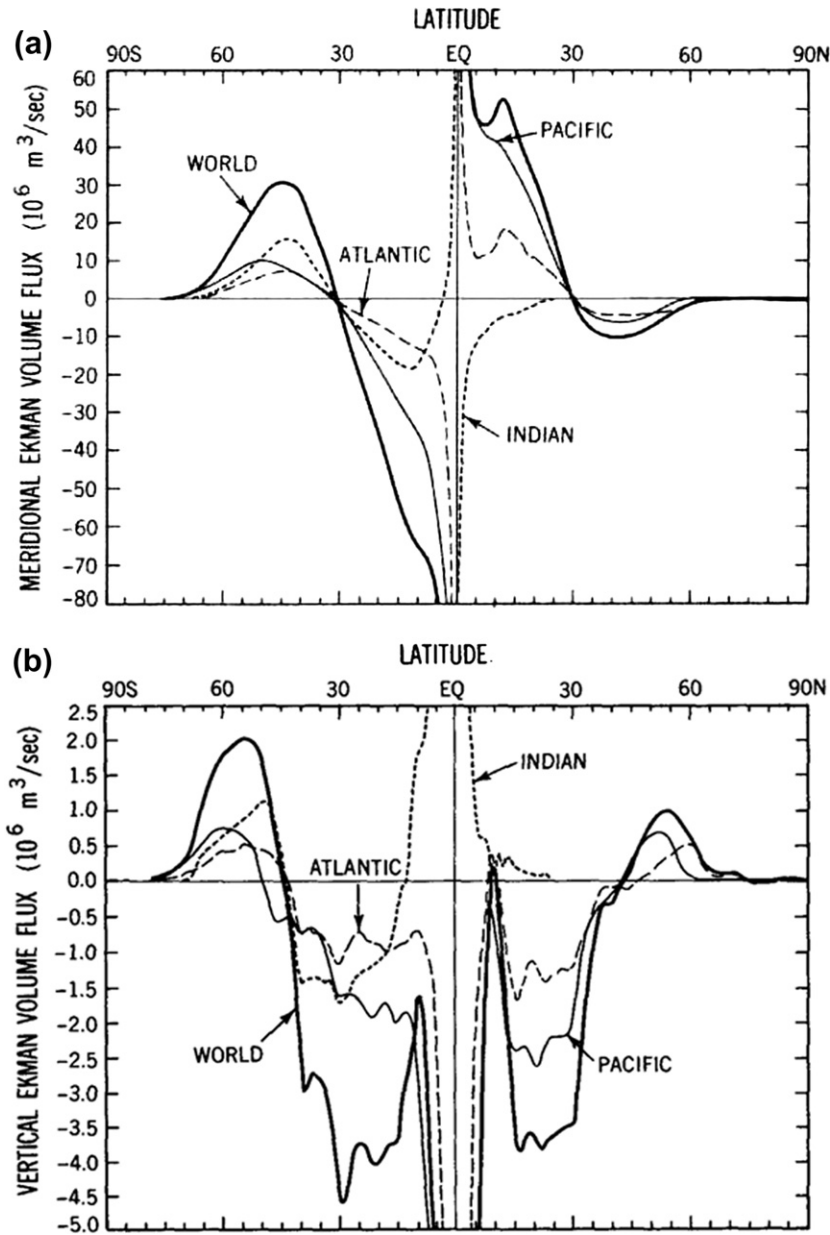 (a)
LATITUDE
90S 60 30 EQ 30 60 90N
MERIDIONAL EKMAN VOLUME FLUX (10⁶ m³/sec)
60
50
40
30
20
10
0
-10
-20
-30
-40
-50
-60
-70
-80
WORLD
ATLANTIC
PACIFIC
INDIAN
(b)
LATITUDE.
90S 60 30 EQ 30 60 90N
VERTICAL EKMAN VOLUME FLUX (10⁶ m³/sec)
2.5
2.0
1.5
1.0
0.5
0.0
-0.5
-1.0
-1.5
-2.0
-2.5
-3.0
-3.5
-4.0
-4.5
-5.0
INDIAN
ATLANTIC
WORLD
PACIFIC